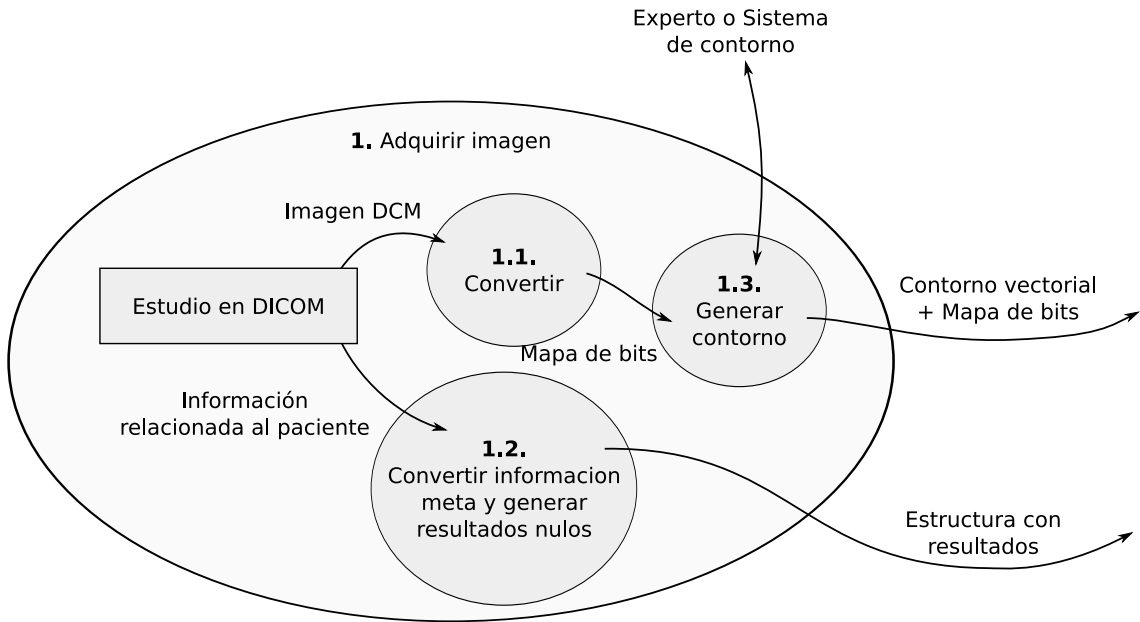 Experto o Sistema
de contorno
1. Adquirir imagen
Imagen DCM
1.1.
Convertir
Estudio en DICOM
1.3.
Generar
contorno
Contorno vectorial
+ Mapa de bits
Mapa de bits
Información
relacionada al paciente
1.2.
Convertir informacion
meta y generar
resultados nulos
Estructura con
resultados